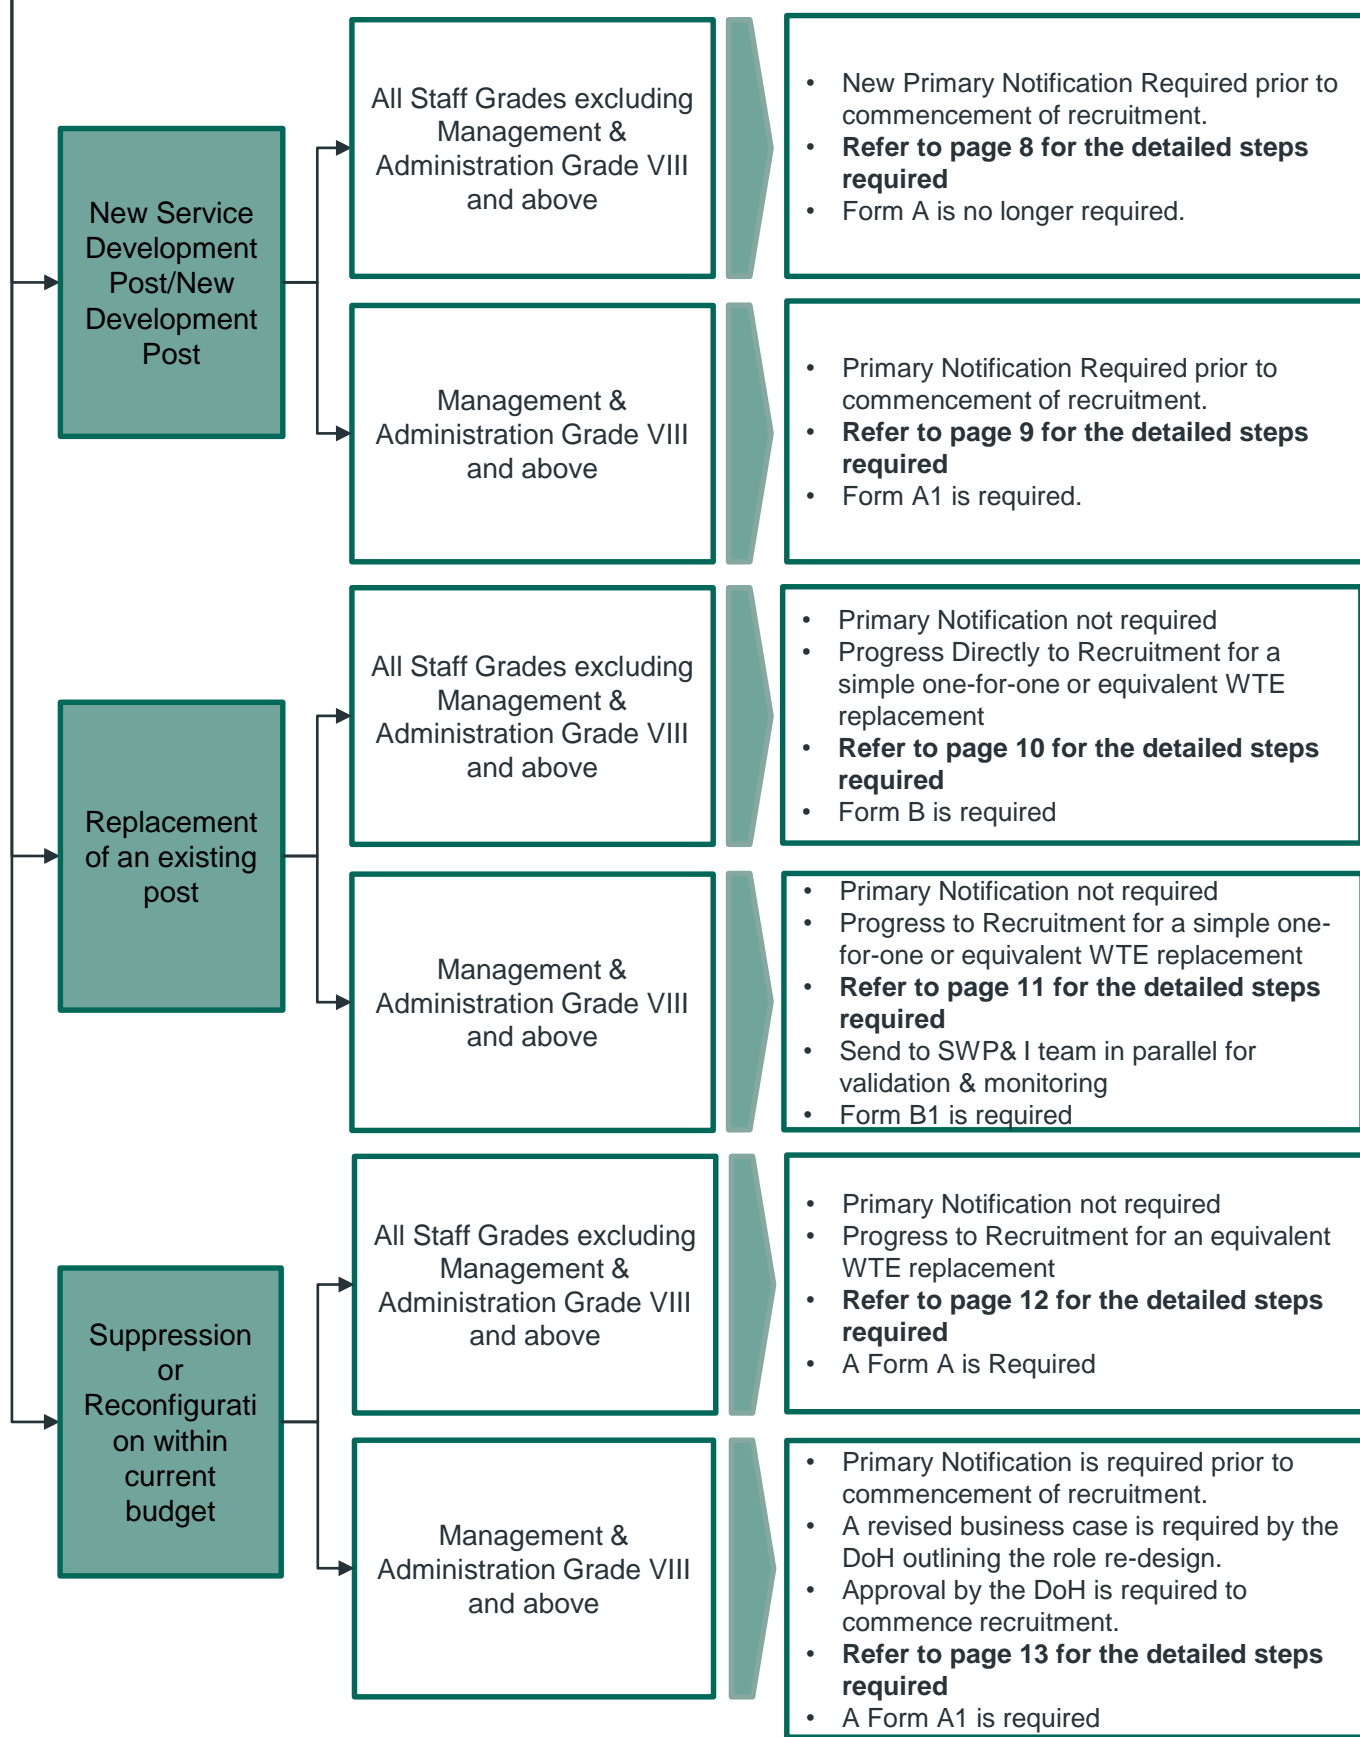 New Service
Development
Post/New
Development
Post
All Staff Grades excluding
Management &
Administration Grade VIII
and above
• New Primary Notification Required prior to
commencement of recruitment.
• Refer to page 8 for the detailed steps
required
• Form A is no longer required.
Management &
Administration Grade VIII
and above
• Primary Notification Required prior to
commencement of recruitment.
• Refer to page 9 for the detailed steps
required
• Form A1 is required.
Replacement
of an existing
post
All Staff Grades excluding
Management &
Administration Grade VIII
and above
• Primary Notification not required
• Progress Directly to Recruitment for a
simple one-for-one or equivalent WTE
replacement
• Refer to page 10 for the detailed steps
required
• Form B is required
Management &
Administration Grade VIII
and above
• Primary Notification not required
• Progress to Recruitment for a simple one-
for-one or equivalent WTE replacement
• Refer to page 11 for the detailed steps
required
• Send to SWP& I team in parallel for
validation & monitoring
• Form B1 is required
Suppression
or
Reconfigurati
on within
current
budget
All Staff Grades excluding
Management &
Administration Grade VIII
and above
• Primary Notification not required
• Progress to Recruitment for an equivalent
WTE replacement
• Refer to page 12 for the detailed steps
required
• A Form A is Required
Management &
Administration Grade VIII
and above
• Primary Notification is required prior to
commencement of recruitment.
• A revised business case is required by the
DoH outlining the role re-design.
• Approval by the DoH is required to
commence recruitment.
• Refer to page 13 for the detailed steps
required
• A Form A1 is required